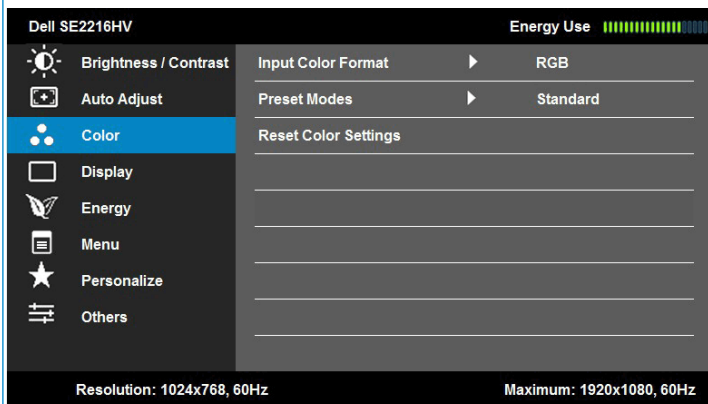 Dell SE2216HV Energy Use
Brightness / Contrast Input Color Format RGB
Auto Adjust Preset Modes Standard
Color Reset Color Settings
Display
Energy
Menu
Personalize
Others
Resolution: 1024x768, 60Hz Maximum: 1920x1080, 60Hz